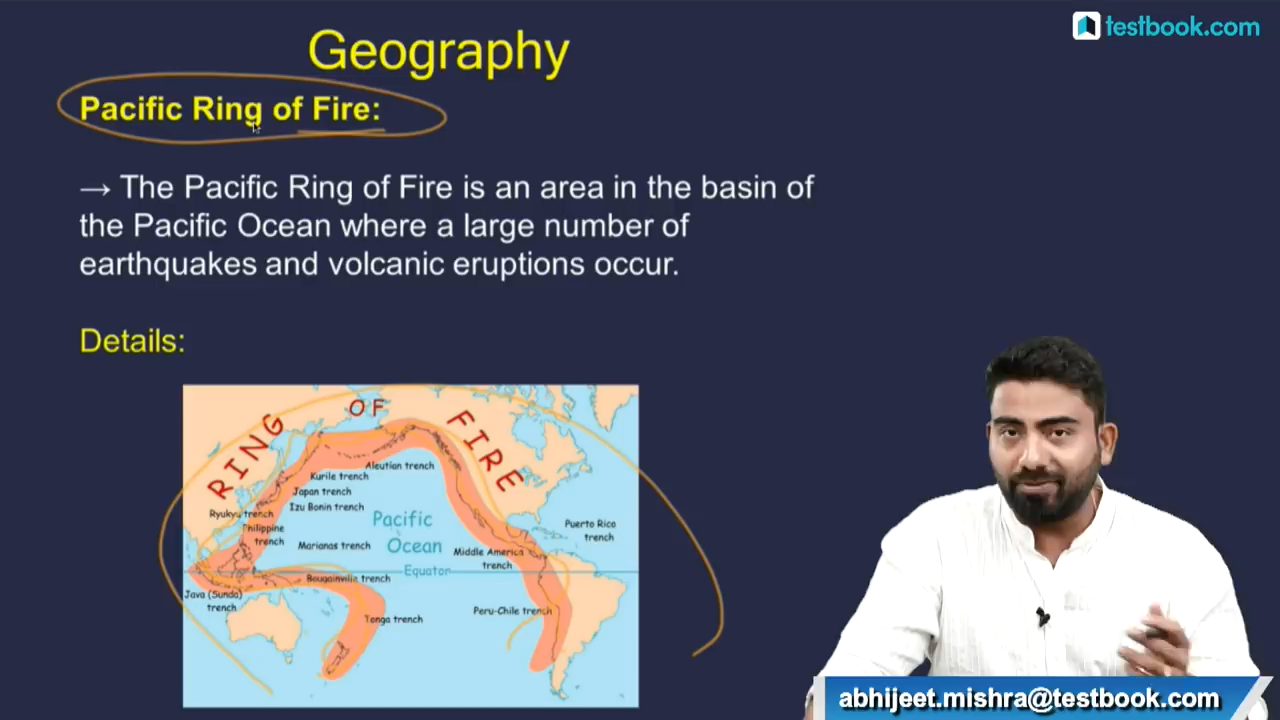 testbook.com
Geography
Pacific Ring of Fire:
→ The Pacific Ring of Fire is an area in the basin of
the Pacific Ocean where a large number of
earthquakes and volcanic eruptions occur.
Details:
RING OF FIRE
Aleutian trench
Kurile trench
Japan trench
Izu Bonin trench
Ryukyu trench
Philippine
trench
Marianas trench
Pacific
Ocean
Puerto Rico
trench
Middle America
trench
Equator
Bougainville trench
Java (Sunda)
trench
Tonga trench
Peru-Chile trench
abhijeet.mishra@testbook.com